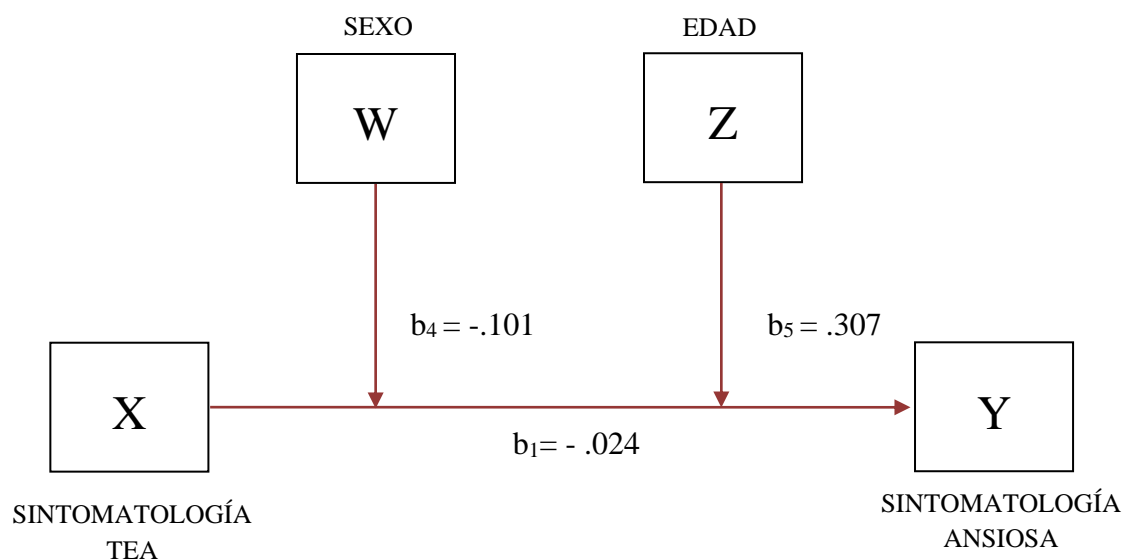 SEXO
EDAD
W
Z
b₄ = -.101
b₅ = .307
X
Y
b₁= - .024
SINTOMATOLOGÍA
TEA
SINTOMATOLOGÍA
ANSIOSA